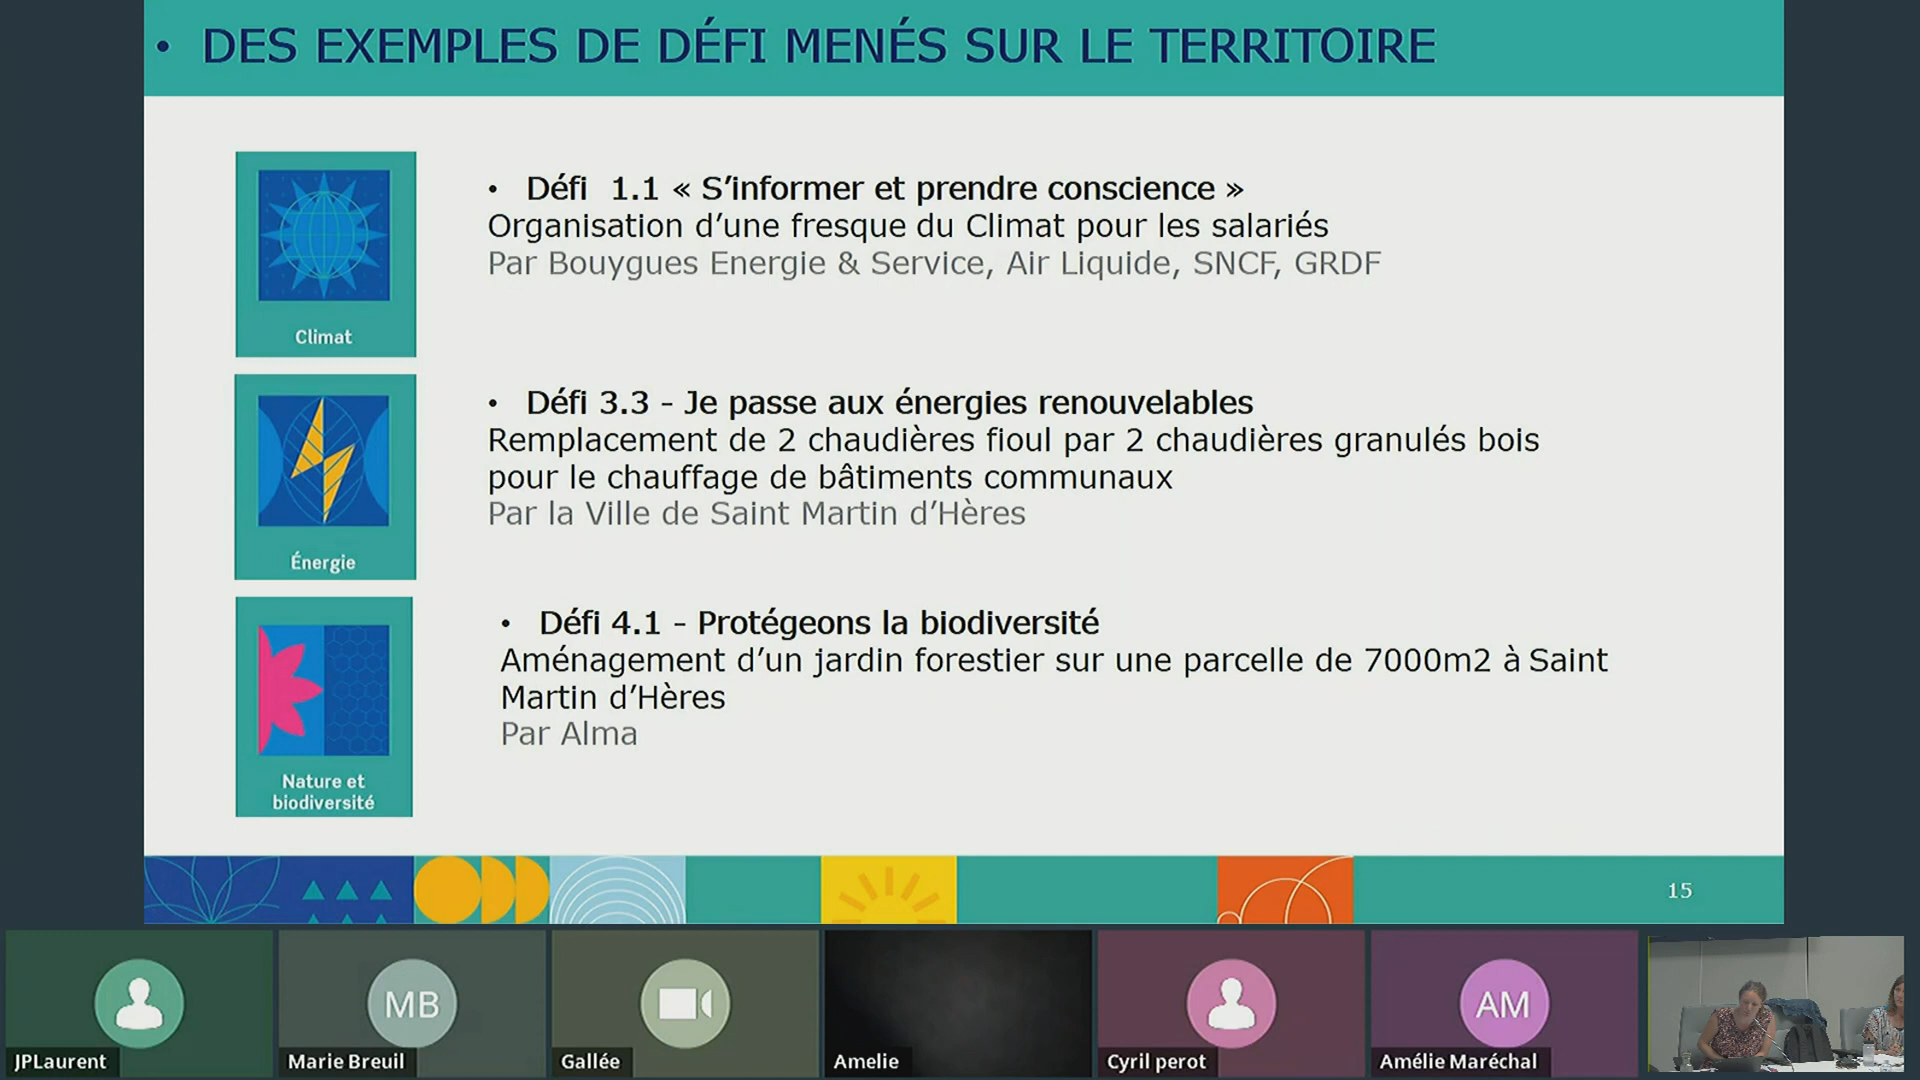 • DES EXEMPLES DE DÉFI MENÉS SUR LE TERRITOIRE
Climat
• Défi 1.1 « S’informer et prendre conscience »
Organisation d’une fresque du Climat pour les salariés
Par Bouygues Energie & Service, Air Liquide, SNCF, GRDF
Énergie
• Défi 3.3 - Je passe aux énergies renouvelables
Remplacement de 2 chaudières fioul par 2 chaudières granulés bois
pour le chauffage de bâtiments communaux
Par la Ville de Saint Martin d’Hères
Nature et
biodiversité
• Défi 4.1 - Protégeons la biodiversité
Aménagement d’un jardin forestier sur une parcelle de 7000m2 à Saint
Martin d’Hères
Par Alma
15
JPLaurent
MB
Marie Breuil
Gallée
Amelie
Cyril perot
AM
Amélie Maréchal